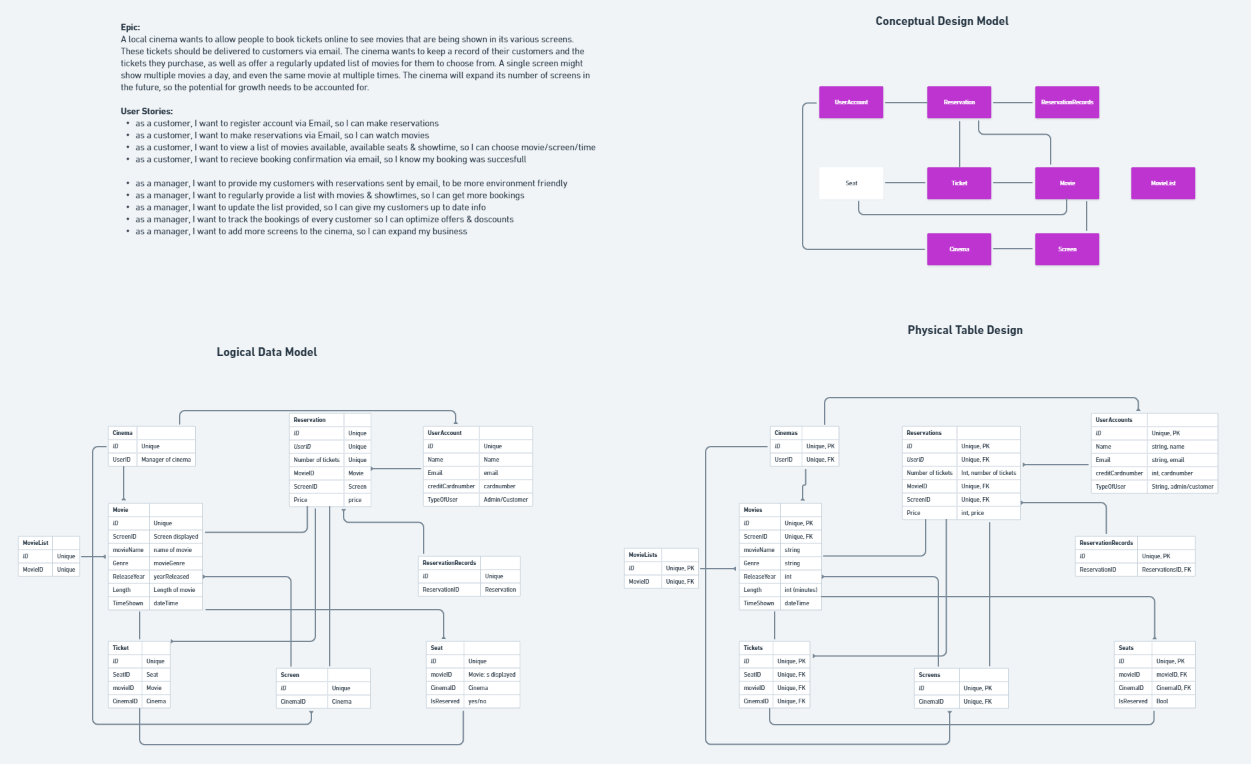 Epic:
A local cinema wants to allow people to book tickets online to see movies that are being shown in its various screens.
These tickets should be delivered to customers via email. The cinema wants to keep a record of their customers and the
tickets they purchase, as well as offer a regularly updated list of movies for them to choose from. A single screen might
show multiple movies a day, and even the same movie at multiple times. The cinema will expand its number of screens in
the future, so the potential for growth needs to be accounted for.
User Stories:
• as a customer, I want to register account via Email, so I can make reservations
• as a customer, I want to make reservations via Email, so I can watch movies
• as a customer, I want to view a list of movies available, available seats & showtime, so I can choose movie/screen/time
• as a customer, I want to recieve booking confirmation via email, so I know my booking was succesfull
• as a manager, I want to provide my customers with reservations sent by email, to be more environment friendly
• as a manager, I want to regularly provide a list with movies & showtimes, so I can get more bookings
• as a manager, I want to update the list provided, so I can give my customers up to date info
• as a manager, I want to track the bookings of every customer so I can optimize offers & doscounts
• as a manager, I want to add more screens to the cinema, so I can expand my business
Conceptual Design Model
UserAccount
Reservation
ReservationRecords
Seat
Ticket
Movie
MovieList
Cinema
Screen
Logical Data Model
Cinema
ID Unique
UserID Manager of cinema
Reservation
ID Unique
UserID Unique
Number of tickets Unique
MovieID Movie
ScreenID Screen
Price price
UserAccount
ID Unique
Name Name
Email email
creditCardnumber cardnumber
TypeOfUser Admin/Customer
Movie
ID Unique
ScreenID Screen displayed
movieName name of movie
Genre movieGenre
ReleaseYear yearReleased
Length Length of movie
TimeShown dateTime
MovieList
ID Unique
MovieID Unique
ReservationRecords
ID Unique
ReservationID Reservation
Ticket
ID Unique
SeatID Seat
movieID Movie
CinemaID Cinema
Screen
ID Unique
CinemaID Cinema
Seat
ID Unique
movieID Movie: s displayed
CinemaID Cinema
IsReserved yes/no
Physical Table Design
Cinemas
ID Unique, PK
UserID Unique, FK
Reservations
ID Unique, PK
UserID Unique, FK
Number of tickets Int, number of tickets
MovieID Unique, FK
ScreenID Unique, FK
Price int, price
UserAccounts
ID Unique, PK
Name string, name
Email string, email
creditCardnumber int, cardnumber
TypeOfUser String, admin/customer
Movies
ID Unique, PK
ScreenID Unique, FK
movieName string
Genre string
ReleaseYear int
Length int (minutes)
TimeShown dateTime
MovieLists
ID Unique, PK
MovieID Unique, FK
ReservationRecords
ID Unique, PK
ReservationID ReservationsID, FK
Tickets
ID Unique, PK
SeatID Unique, FK
movieID Unique, FK
CinemaID Unique, FK
Screens
ID Unique, PK
CinemaID Unique, FK
Seats
ID Unique, PK
movieID movieID, FK
CinemaID CinemaID, FK
IsReserved Bool